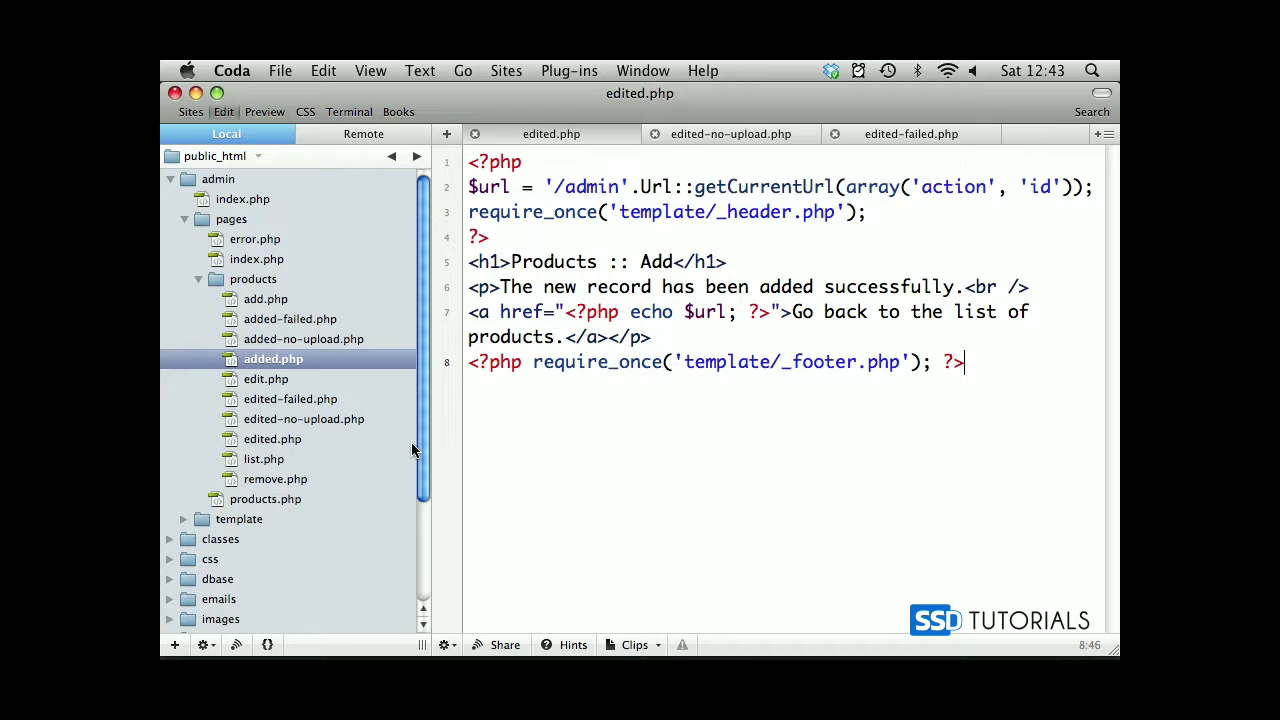 Coda File Edit View Text Go Sites Plug-ins Window Help Sat 12:43
edited.php
Sites Edit Preview CSS Terminal Books Search
Local Remote + edited.php edited-no-upload.php edited-failed.php
public_html
admin
index.php
pages
error.php
index.php
products
add.php
added-failed.php
added-no-upload.php
added.php
edit.php
edited-failed.php
edited-no-upload.php
edited.php
list.php
remove.php
products.php
template
classes
css
dbase
emails
images
1 <?php
2 $url = '/admin'.Url::getCurrentUrl(array('action', 'id'));
3 require_once('template/_header.php');
4 ?>
5 <h1>Products :: Add</h1>
6 <p>The new record has been added successfully.<br />
7 <a href="<?php echo $url; ?>">Go back to the list of
products.</a></p>
8 <?php require_once('template/_footer.php'); ?>
SSD TUTORIALS
Share Hints Clips 8:46